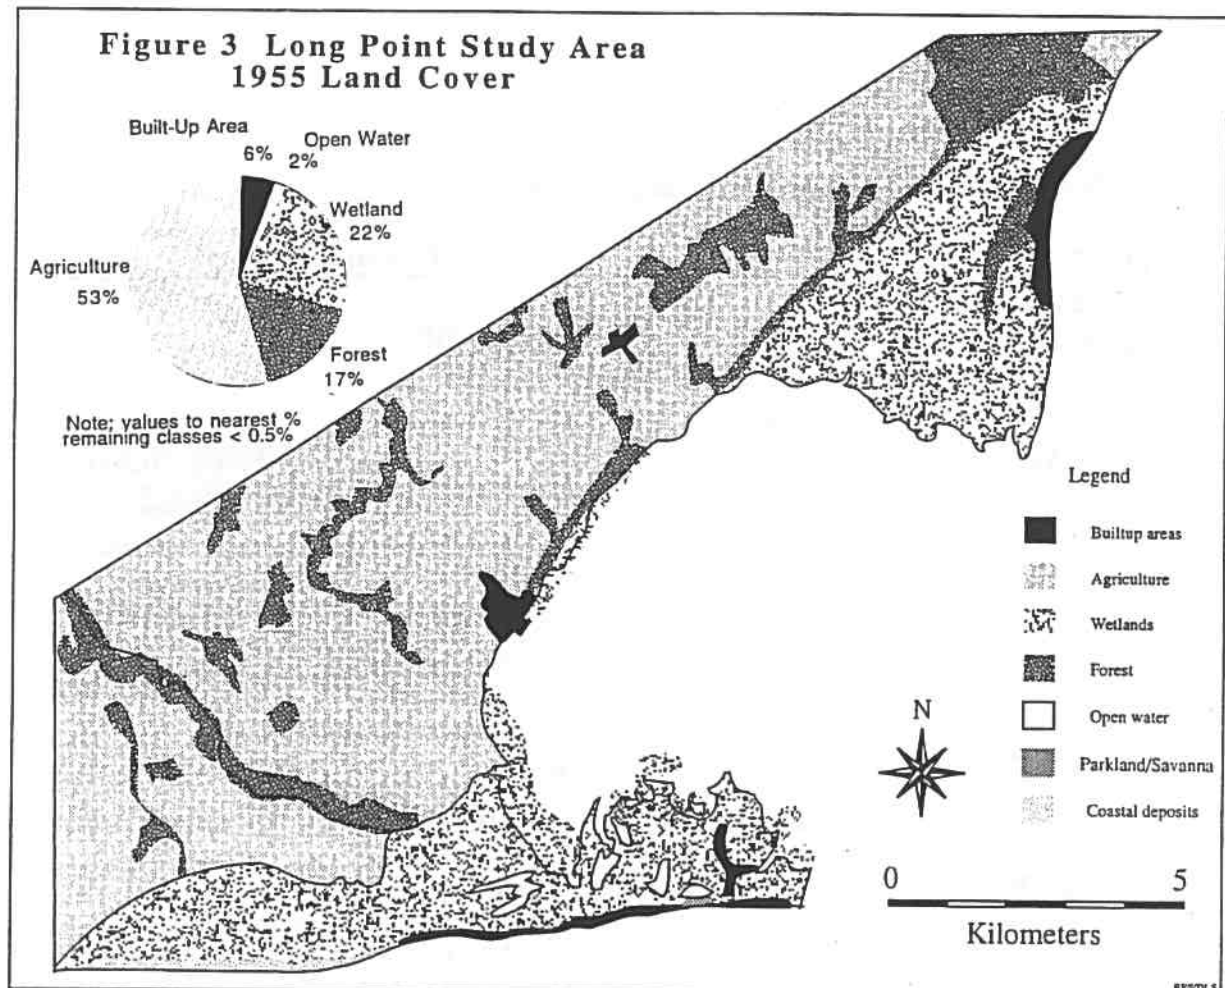 Figure 3 Long Point Study Area
1955 Land Cover
Built-Up Area
6%
Open Water
2%
Wetland
22%
Agriculture
53%
Forest
17%
Note; values to nearest %
remaining classes < 0.5%
Legend
Builtup areas
Agriculture
Wetlands
Forest
Open water
Parkland/Savanna
Coastal deposits
N
0
5
Kilometers